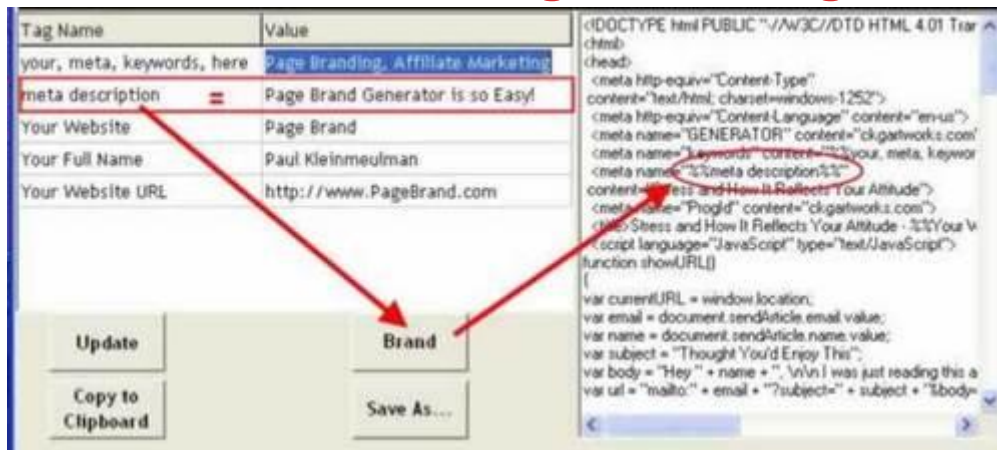 Tag Name Value
your, meta, keywords, here Page Branding, Affiliate Marketing
meta description = Page Brand Generator is so Easy!
Your Website Page Brand
Your Full Name Paul Kleinmeulman
Your Website URL http://www.PageBrand.com
Update
Brand
Copy to
Clipboard
Save As...
<!DOCTYPE html PUBLIC "-//W3C//DTD HTML 4.01 Tran
<html>
<head>
<meta http-equiv="Content-Type"
content="text/html; charset=windows-1252">
<meta http-equiv="Content-Language" content="en-us">
<meta name="GENERATOR" content="ckgartworks.com"
<meta name="keywords" content="%%your, meta, keywor
<meta name="%%meta description%%"
content="Stress and How It Reflects Your Attitude">
<meta name="ProgId" content="ckgartworks.com">
<title>Stress and How It Reflects Your Attitude - %%Your W
<script language="JavaScript" type="text/JavaScript">
function showURL()
{
var currentURL = window.location;
var email = document.sendArticle.email.value;
var name = document.sendArticle.name.value;
var subject = "Thought You'd Enjoy This";
var body = "Hey " + name + ", \n\n I was just reading this a
var url = "mailto:" + email + "?subject=" + subject + "&body=